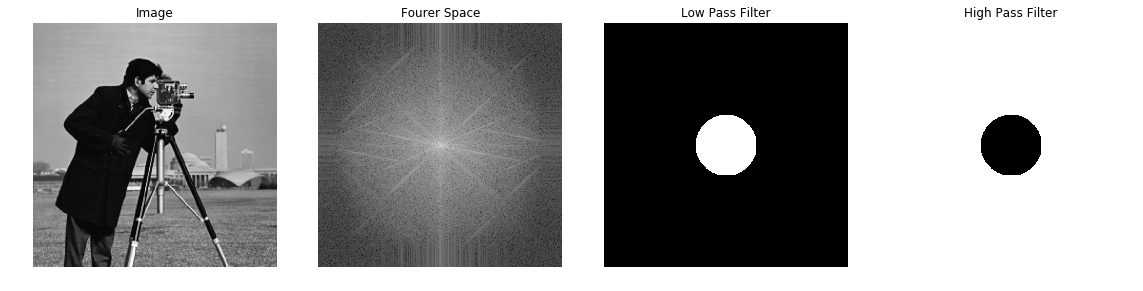 Image
Fourer Space
Low Pass Filter
High Pass Filter